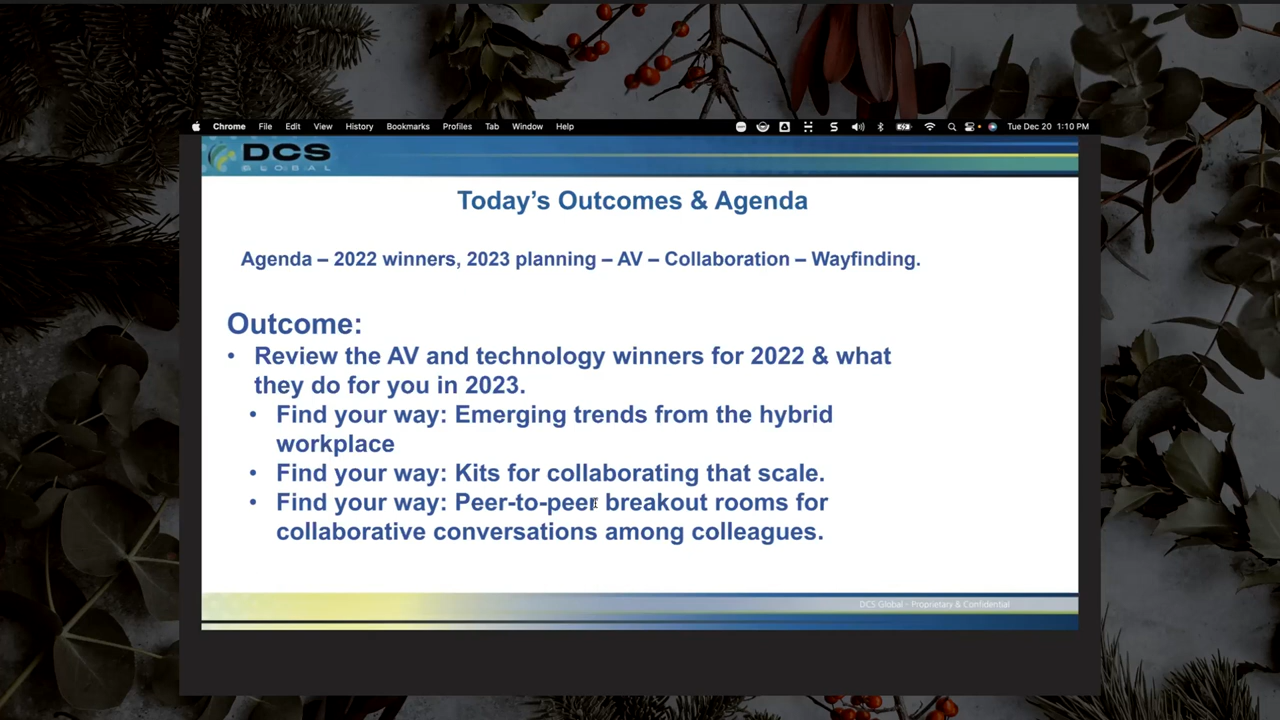 Chrome File Edit View History Bookmarks Profiles Tab Window Help Tue Dec 20 1:10 PM
DCS
GLOBAL
Today’s Outcomes & Agenda
Agenda – 2022 winners, 2023 planning – AV – Collaboration – Wayfinding.
Outcome:
• Review the AV and technology winners for 2022 & what
they do for you in 2023.
• Find your way: Emerging trends from the hybrid
workplace
• Find your way: Kits for collaborating that scale.
• Find your way: Peer-to-peer breakout rooms for
collaborative conversations among colleagues.
DCS Global - Proprietary & Confidential